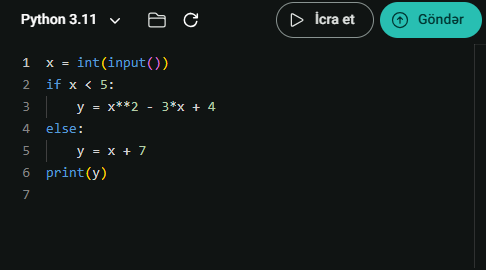 Python 3.11 İcra et Göndər
1 x = int(input())
2 if x < 5:
3     y = x**2 - 3*x + 4
4 else:
5     y = x + 7
6 print(y)
7